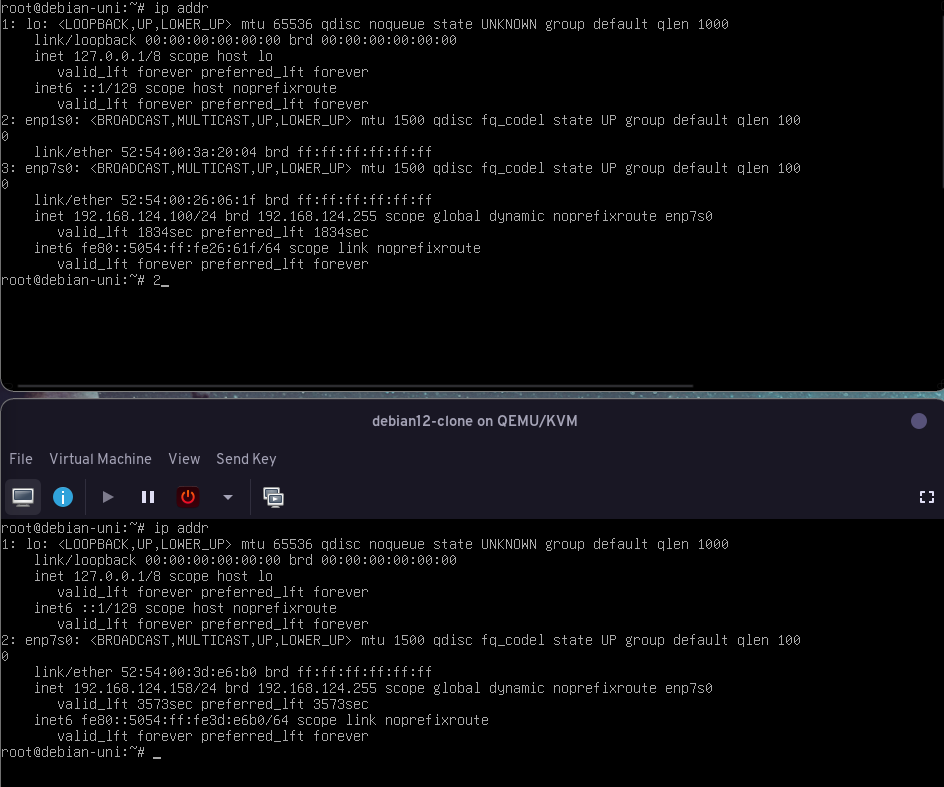 root@debian-uni:~# ip addr
1: lo: <LOOPBACK,UP,LOWER_UP> mtu 65536 qdisc noqueue state UNKNOWN group default qlen 1000
    link/loopback 00:00:00:00:00:00 brd 00:00:00:00:00:00
    inet 127.0.0.1/8 scope host lo
       valid_lft forever preferred_lft forever
    inet6 ::1/128 scope host noprefixroute
       valid_lft forever preferred_lft forever
2: enp1s0: <BROADCAST,MULTICAST,UP,LOWER_UP> mtu 1500 qdisc fq_codel state UP group default qlen 100
0
    link/ether 52:54:00:3a:20:04 brd ff:ff:ff:ff:ff:ff
3: enp7s0: <BROADCAST,MULTICAST,UP,LOWER_UP> mtu 1500 qdisc fq_codel state UP group default qlen 100
0
    link/ether 52:54:00:26:06:1f brd ff:ff:ff:ff:ff:ff
    inet 192.168.124.100/24 brd 192.168.124.255 scope global dynamic noprefixroute enp7s0
       valid_lft 1834sec preferred_lft 1834sec
    inet6 fe80::5054:ff:fe26:61f/64 scope link noprefixroute
       valid_lft forever preferred_lft forever
root@debian-uni:~# 2_
debian12-clone on QEMU/KVM
File Virtual Machine View Send Key
root@debian-uni:~# ip addr
1: lo: <LOOPBACK,UP,LOWER_UP> mtu 65536 qdisc noqueue state UNKNOWN group default qlen 1000
    link/loopback 00:00:00:00:00:00 brd 00:00:00:00:00:00
    inet 127.0.0.1/8 scope host lo
       valid_lft forever preferred_lft forever
    inet6 ::1/128 scope host noprefixroute
       valid_lft forever preferred_lft forever
2: enp7s0: <BROADCAST,MULTICAST,UP,LOWER_UP> mtu 1500 qdisc fq_codel state UP group default qlen 100
0
    link/ether 52:54:00:3d:e6:b0 brd ff:ff:ff:ff:ff:ff
    inet 192.168.124.158/24 brd 192.168.124.255 scope global dynamic noprefixroute enp7s0
       valid_lft 3573sec preferred_lft 3573sec
    inet6 fe80::5054:ff:fe3d:e6b0/64 scope link noprefixroute
       valid_lft forever preferred_lft forever
root@debian-uni:~# _